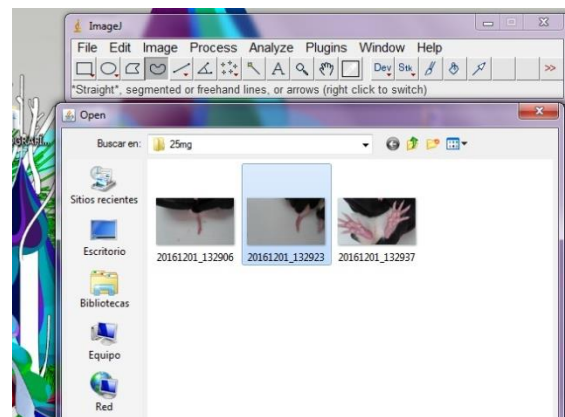 ImageJ
File Edit Image Process Analyze Plugins Window Help
A Dev Stk >>
*Straight*, segmented or freehand lines, or arrows (right click to switch)
Open
Buscar en: 25mg
Sitios recientes
Escritorio
Bibliotecas
Equipo
Red
20161201_132906 20161201_132923 20161201_132937